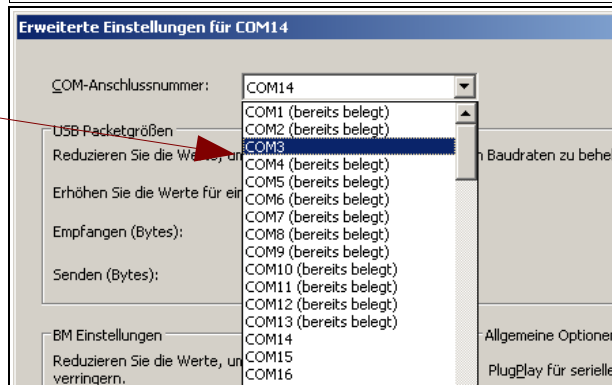 Erweiterte Einstellungen für COM14
COM-Anschlussnummer:
COM14
COM1 (bereits belegt)
COM2 (bereits belegt)
COM3
COM4 (bereits belegt)
COM5 (bereits belegt)
COM6 (bereits belegt)
COM7 (bereits belegt)
COM8 (bereits belegt)
COM9 (bereits belegt)
COM10 (bereits belegt)
COM11 (bereits belegt)
COM12 (bereits belegt)
COM13 (bereits belegt)
COM14
COM15
COM16
USB Packetgrößen
Reduzieren Sie die Werte, um
n Baudraten zu behe
Erhöhen Sie die Werte für ein
Empfangen (Bytes):
Senden (Bytes):
BM Einstellungen
Reduzieren Sie die Werte, um
verringern.
Allgemeine Optionen
PlugPlay für serielle